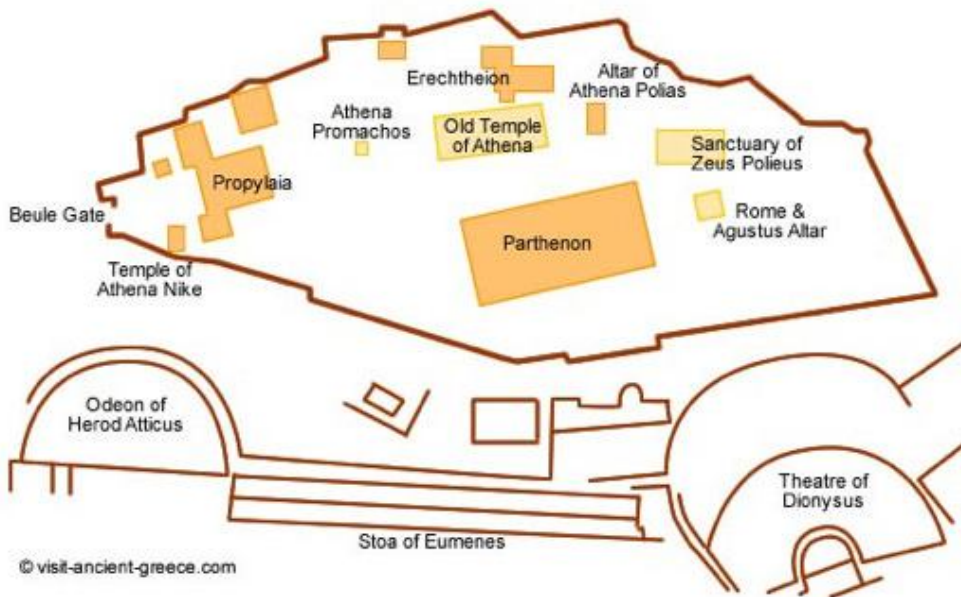 Erechtheion
Altar of
Athena Polias
Athena
Promachos
Old Temple
of Athena
Sanctuary of
Zeus Polieus
Propylaia
Beule Gate
Rome &
Agustus Altar
Parthenon
Temple of
Athena Nike
Odeon of
Herod Atticus
Theatre of
Dionysus
Stoa of Eumenes
© visit-ancient-greece.com